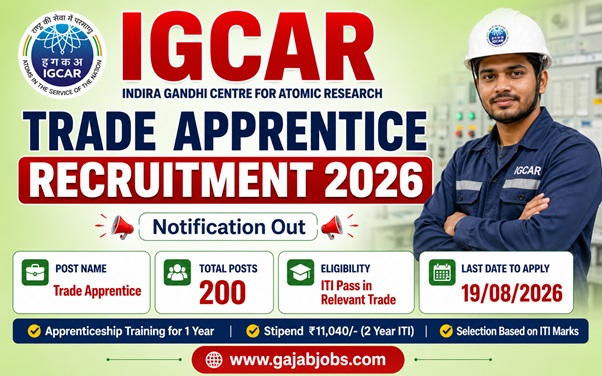 राष्ट्र की सेवा में परमाणु
इ गं प अ कें
IGCAR
ATOMS IN THE SERVICE OF THE NATION
IGCAR
INDIRA GANDHI CENTRE FOR ATOMIC RESEARCH
TRADE APPRENTICE
RECRUITMENT 2026
Notification Out
IGCAR
IGCAR
POST NAME
Trade Apprentice
TOTAL POSTS
200
ELIGIBILITY
ITI Pass in
Relevant Trade
LAST DATE TO APPLY
19/08/2026
Apprenticeship Training for 1 Year
Stipend ₹11,040/- (2 Year ITI)
Selection Based on ITI Marks
www.gajabjobs.com